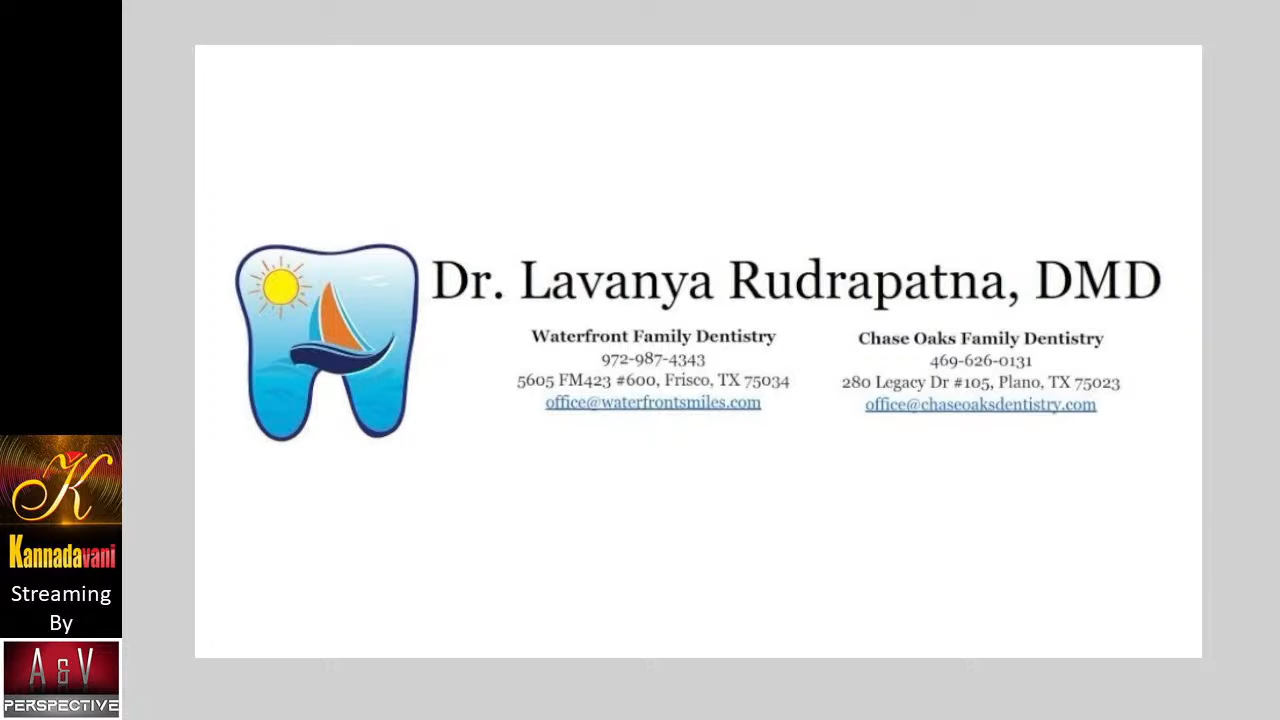 Dr. Lavanya Rudrapatna, DMD
Waterfront Family Dentistry
972-987-4343
5605 FM423 #600, Frisco, TX 75034
office@waterfrontsmiles.com
Chase Oaks Family Dentistry
469-626-0131
280 Legacy Dr #105, Plano, TX 75023
office@chaseoaksdentistry.com
K
Kannadavani
Streaming
By
A & V
PERSPECTIVE